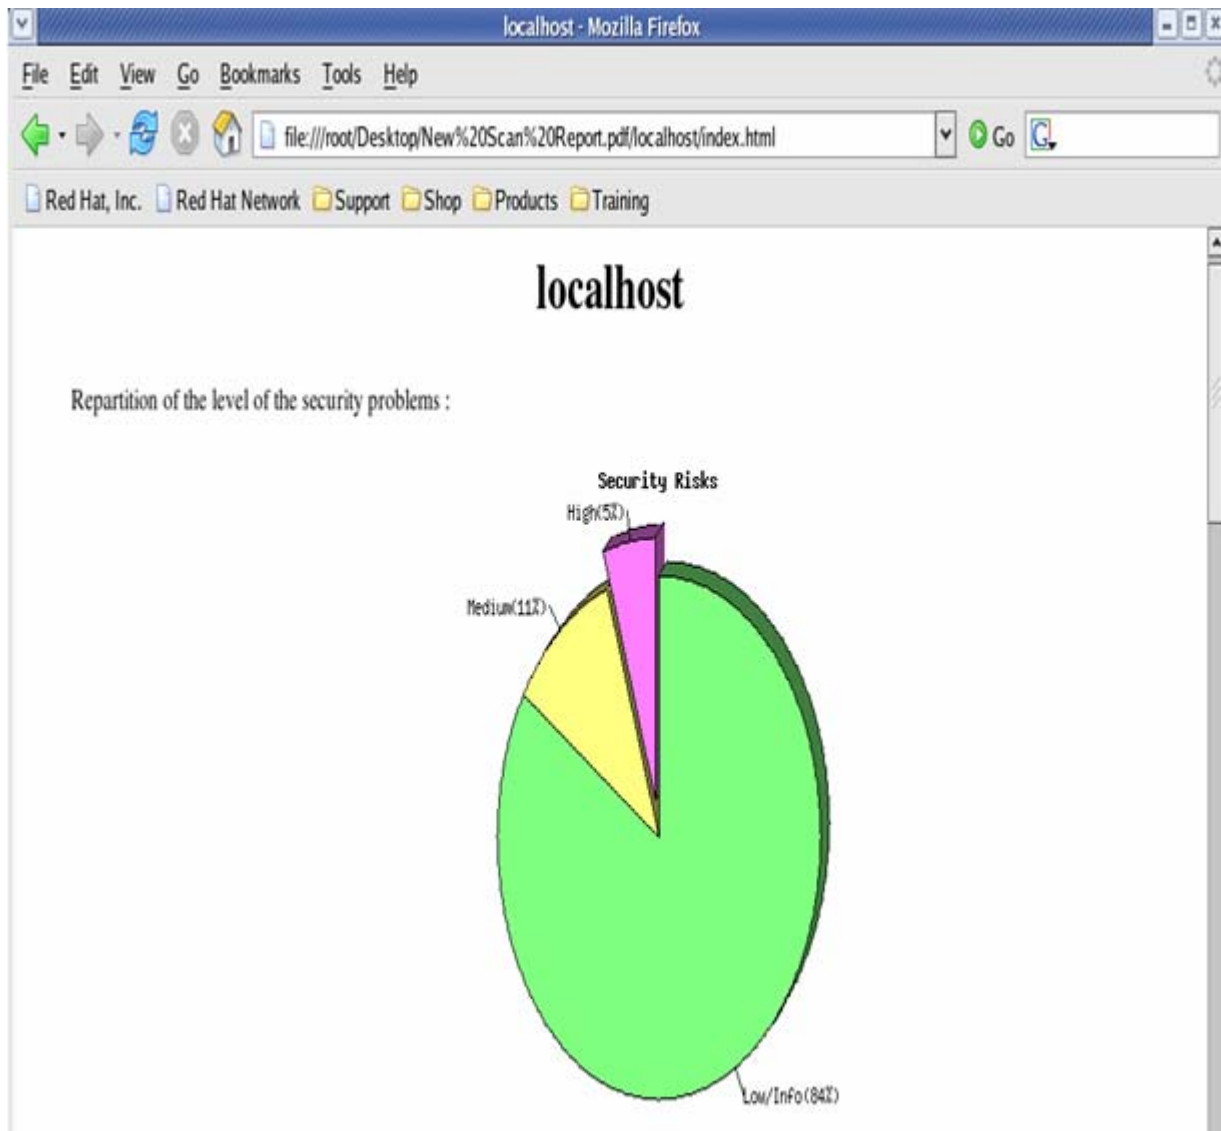 localhost - Mozilla Firefox
File Edit View Go Bookmarks Tools Help
file:///root/Desktop/New%20Scan%20Report.pdf/localhost/index.html Go G
Red Hat, Inc. Red Hat Network Support Shop Products Training
localhost
Repartition of the level of the security problems :
Security Risks
High(5%)
Medium(11%)
Low/Info(84%)